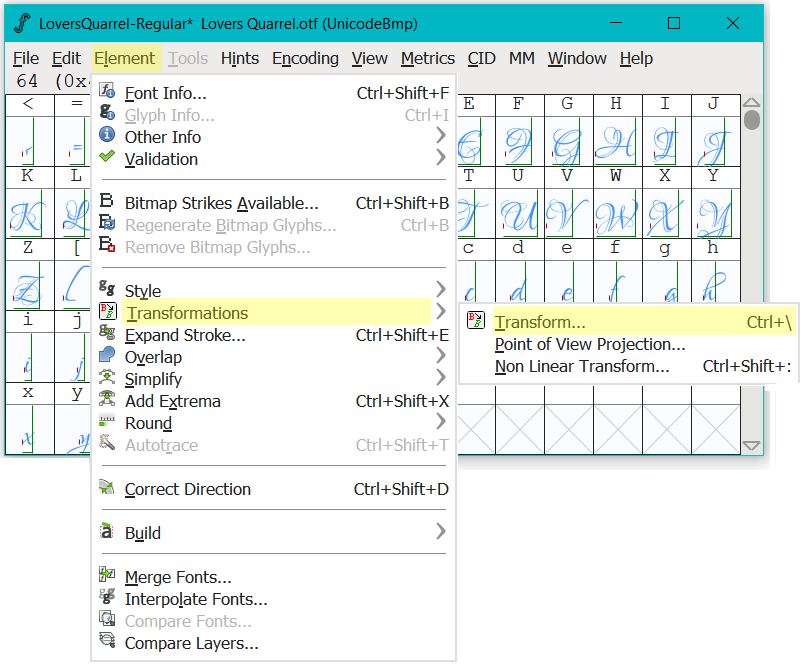 LoversQuarrel-Regular* Lovers Quarrel.otf (UnicodeBmp)
File Edit Element Tools Hints Encoding View Metrics CID MM Window Help
64 (0x
< =
E F G H I J
K L
T U V W X Y
Z [
c d e f g h
i j
x y
Font Info... Ctrl+Shift+F
Glyph Info... Ctrl+I
Other Info
Validation
Bitmap Strikes Available... Ctrl+Shift+B
Regenerate Bitmap Glyphs... Ctrl+B
Remove Bitmap Glyphs...
Style
Transformations
Expand Stroke... Ctrl+Shift+E
Overlap
Simplify
Add Extrema Ctrl+Shift+X
Round
Autotrace Ctrl+Shift+T
Correct Direction Ctrl+Shift+D
Build
Merge Fonts...
Interpolate Fonts...
Compare Fonts...
Compare Layers...
Transform... Ctrl+\
Point of View Projection...
Non Linear Transform... Ctrl+Shift+: